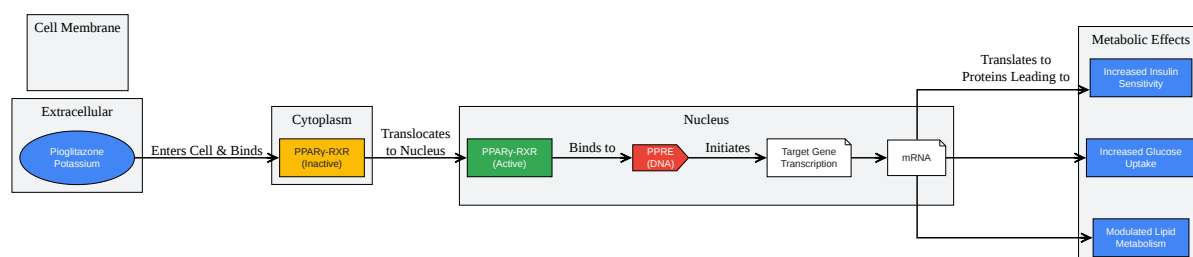 Cell Membrane
Extracellular
Pioglitazone
Potassium
Enters Cell & Binds
Cytoplasm
PPARγ-RXR
(Inactive)
Translocates
to Nucleus
Nucleus
PPARγ-RXR
(Active)
Binds to
PPRE
(DNA)
Initiates
Target Gene
Transcription
mRNA
Translates to
Proteins Leading to
Metabolic Effects
Increased Insulin
Sensitivity
Increased Glucose
Uptake
Modulated Lipid
Metabolism